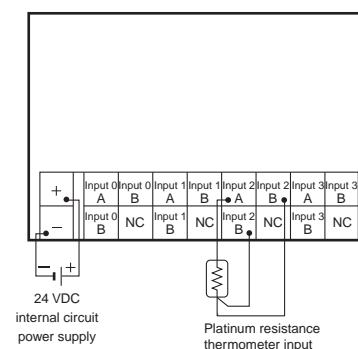 + Input 0 Input 0 Input 1 Input 1 Input 2 Input 2 Input 3 Input 3
A B A B A B A B
− Input 0 NC Input 1 NC Input 2 NC Input 3 NC
B B B B
− +
24 VDC
internal circuit
power supply
Platinum resistance
thermometer input